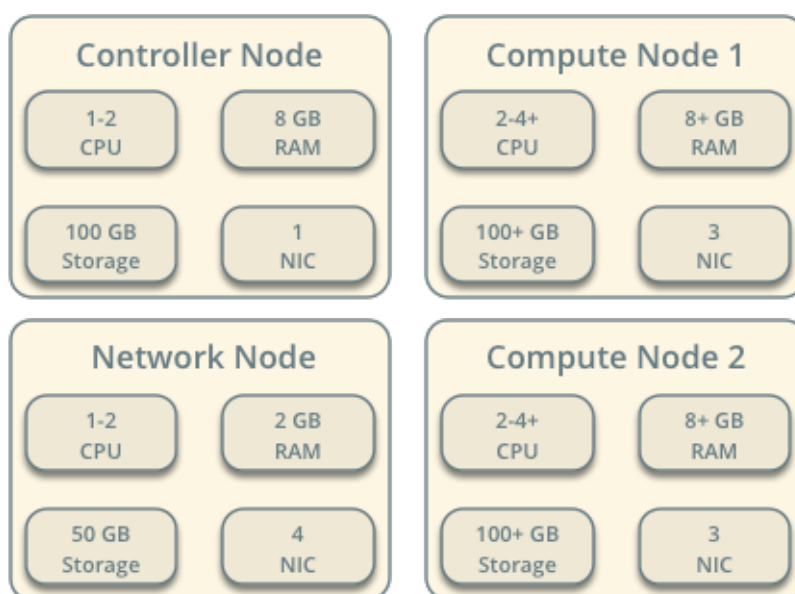 Controller Node
1-2
CPU
8 GB
RAM
100 GB
Storage
1
NIC
Compute Node 1
2-4+
CPU
8+ GB
RAM
100+ GB
Storage
3
NIC
Network Node
1-2
CPU
2 GB
RAM
50 GB
Storage
4
NIC
Compute Node 2
2-4+
CPU
8+ GB
RAM
100+ GB
Storage
3
NIC